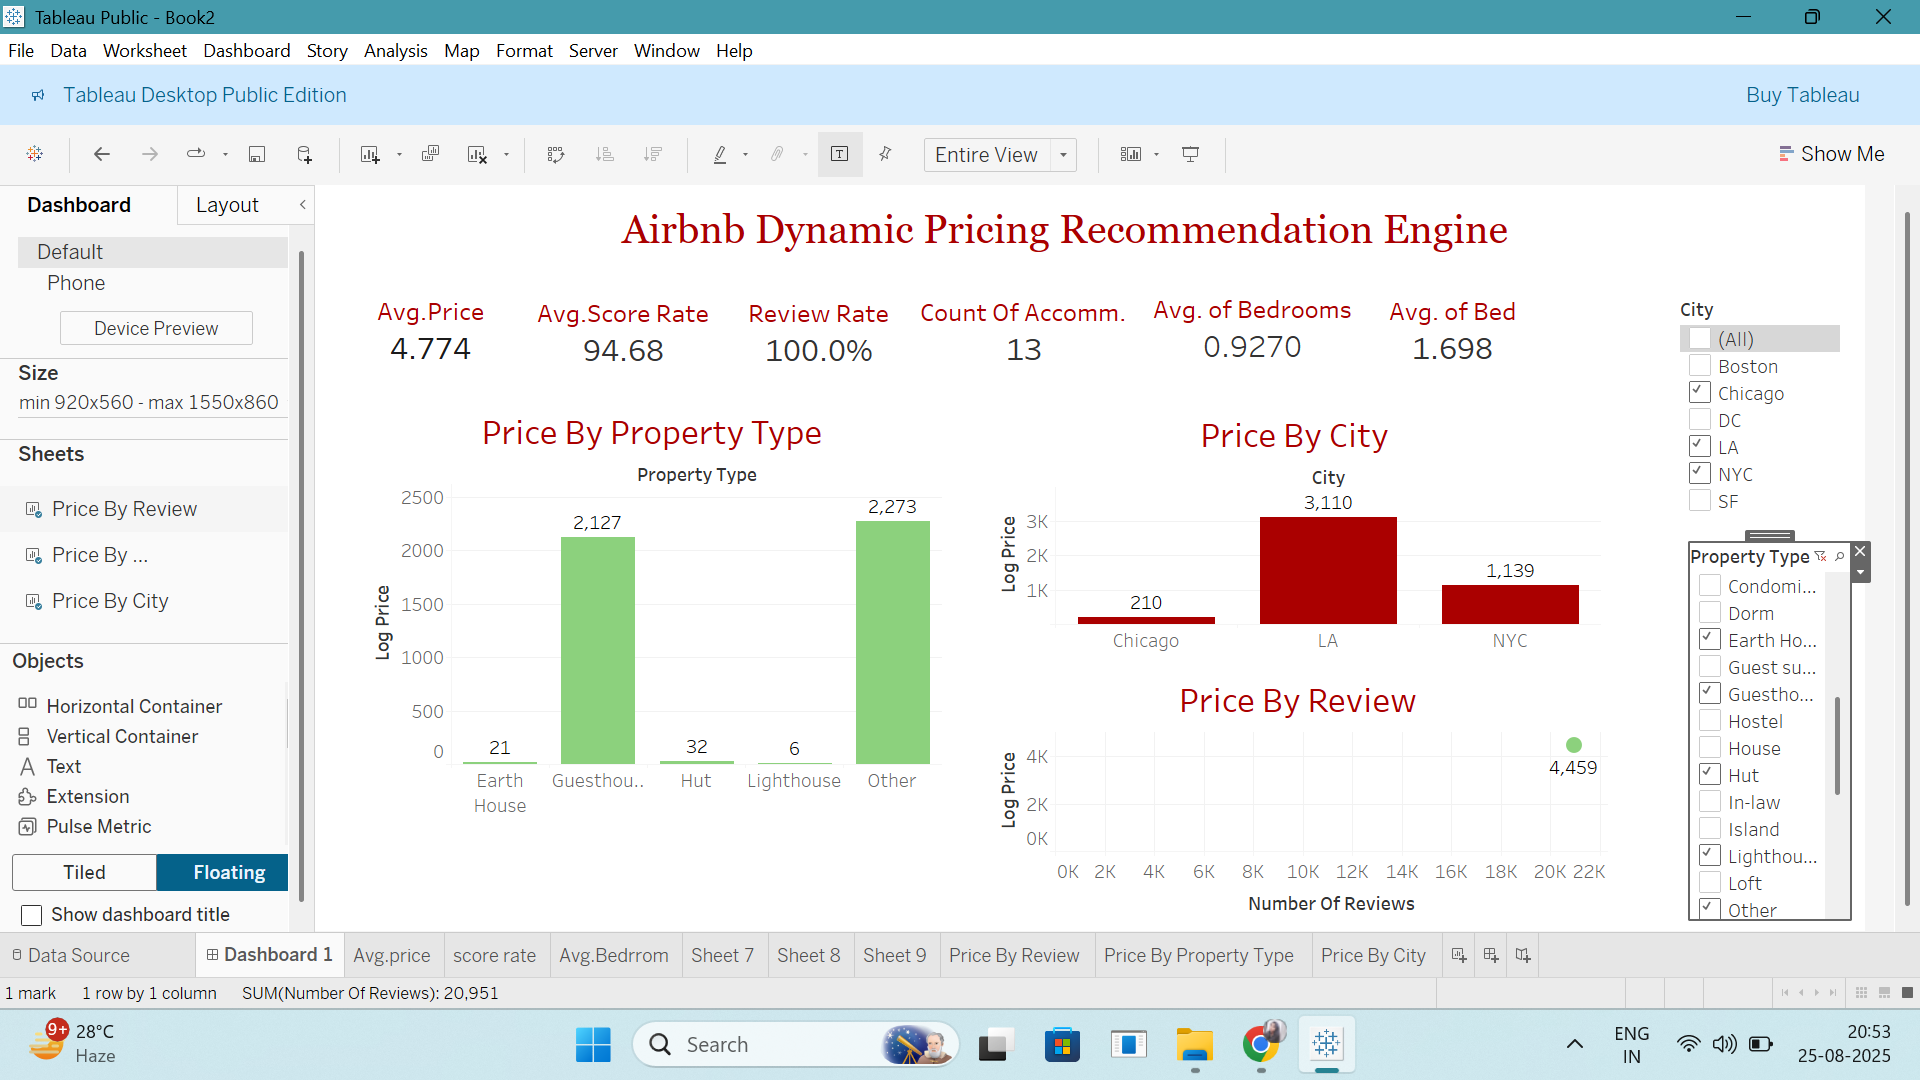 Tableau Public - Book2
File Data Worksheet Dashboard Story Analysis Map Format Server Window Help
Tableau Desktop Public Edition
Buy Tableau
Entire View
Show Me
Dashboard
Layout
Default
Phone
Device Preview
Size
min 920x560 - max 1550x860
Sheets
Price By Review
Price By ...
Price By City
Objects
Horizontal Container
Vertical Container
Text
Extension
Pulse Metric
Tiled
Floating
Show dashboard title
Airbnb Dynamic Pricing Recommendation Engine
Avg.Price
4.774
Avg.Score Rate
94.68
Review Rate
100.0%
Count Of Accomm.
13
Avg. of Bedrooms
0.9270
Avg. of Bed
1.698
Price By Property Type
Property Type
Log Price
2500
2000
1500
1000
500
0
21
2,127
32
6
2,273
Earth House
Guesthou..
Hut
Lighthouse
Other
Price By City
City
Log Price
3K
2K
1K
210
3,110
1,139
Chicago
LA
NYC
Price By Review
Log Price
4K
2K
0K
4,459
0K 2K 4K 6K 8K 10K 12K 14K 16K 18K 20K 22K
Number Of Reviews
City
(All)
Boston
Chicago
DC
LA
NYC
SF
Property Type
Condomi...
Dorm
Earth Ho...
Guest su...
Guestho...
Hostel
House
Hut
In-law
Island
Lighthou...
Loft
Other
Data Source
Dashboard 1
Avg.price
score rate
Avg.Bedrrom
Sheet 7
Sheet 8
Sheet 9
Price By Review
Price By Property Type
Price By City
1 mark
1 row by 1 column
SUM(Number Of Reviews): 20,951
9+
28°C
Haze
Search
ENG
IN
20:53
25-08-2025